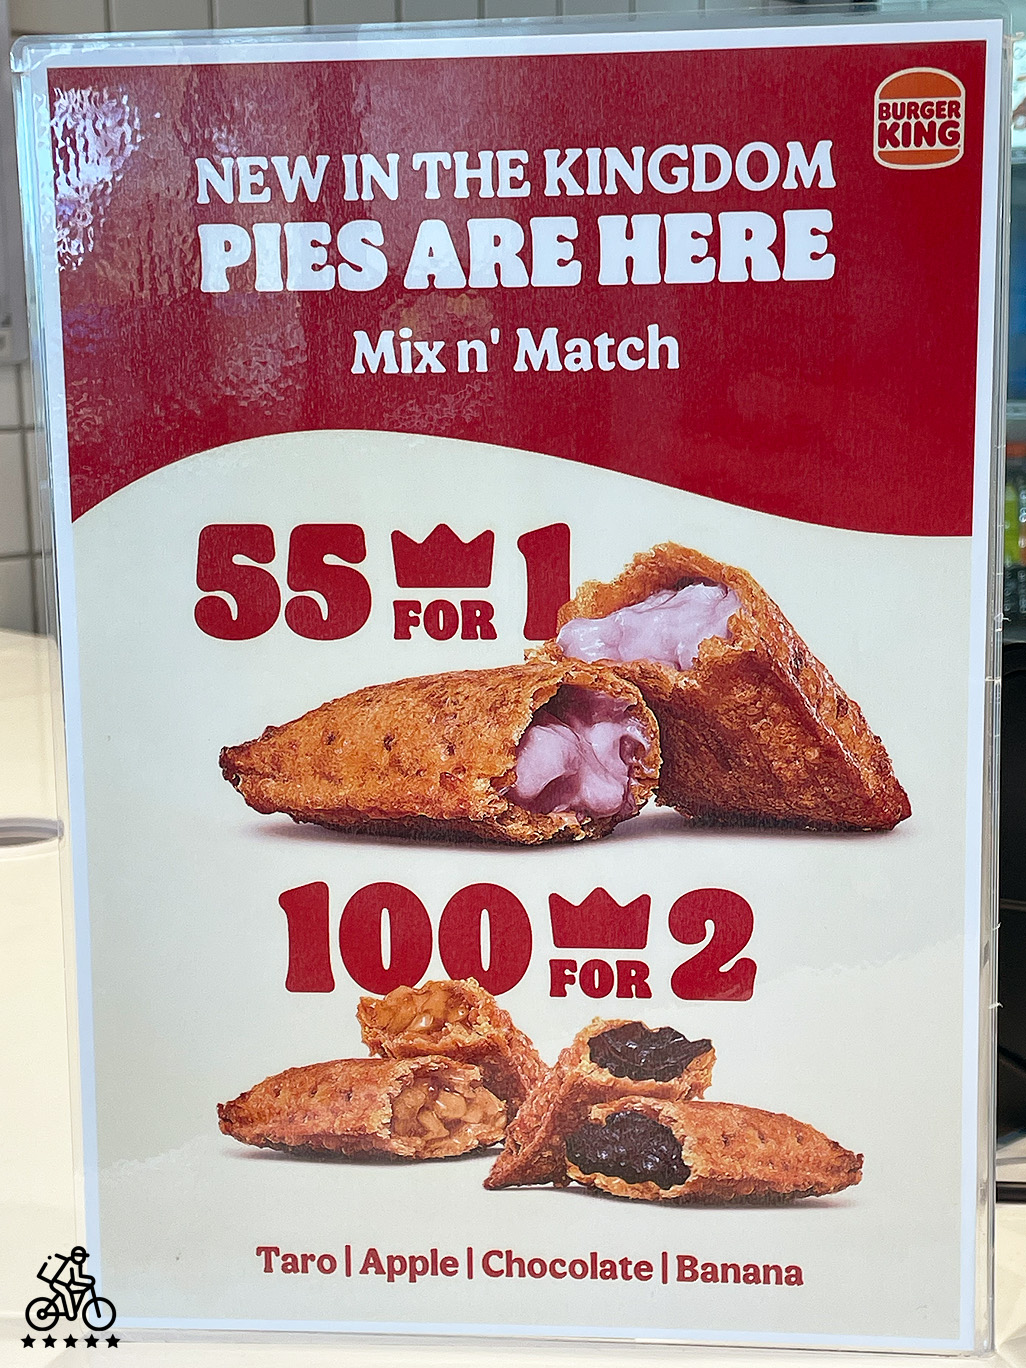 BURGER
KING
NEW IN THE KINGDOM
PIES ARE HERE
Mix n' Match
55 FOR 1
100 FOR 2
Taro | Apple | Chocolate | Banana